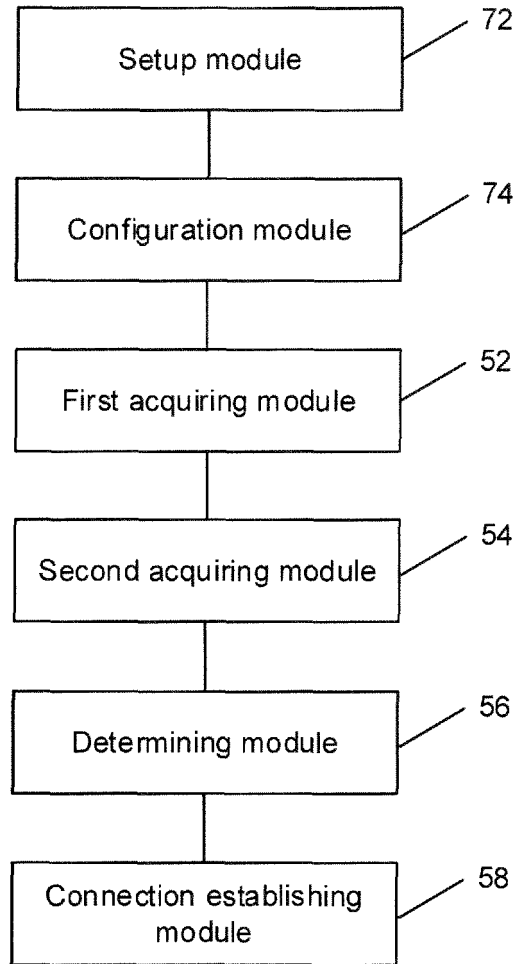 Setup module
72
Configuration module
74
First acquiring module
52
Second acquiring module
54
Determining module
56
Connection establishing
module
58